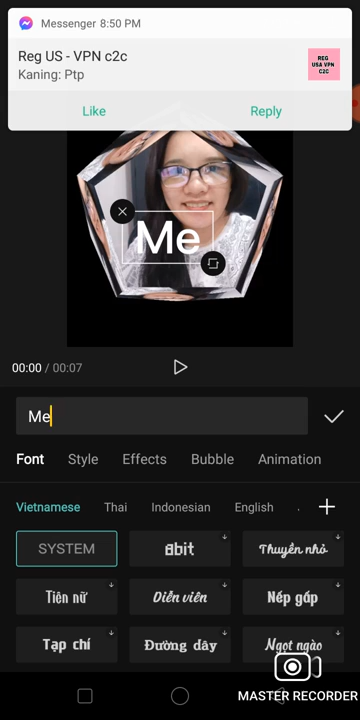 Messenger 8:50 PM
Reg US - VPN c2c
Kaning: Ptp
REG
USA VPN
C2C
Like
Reply
Me
00:00 / 00:07
Me
Font
Style
Effects
Bubble
Animation
Vietnamese
Thai
Indonesian
English
SYSTEM
8bit
Thuyền nhỏ
Tiên nữ
Diễn viên
Nép gáp
Tạp chí
Đường dây
Ngọt ngào
MASTER RECORDER